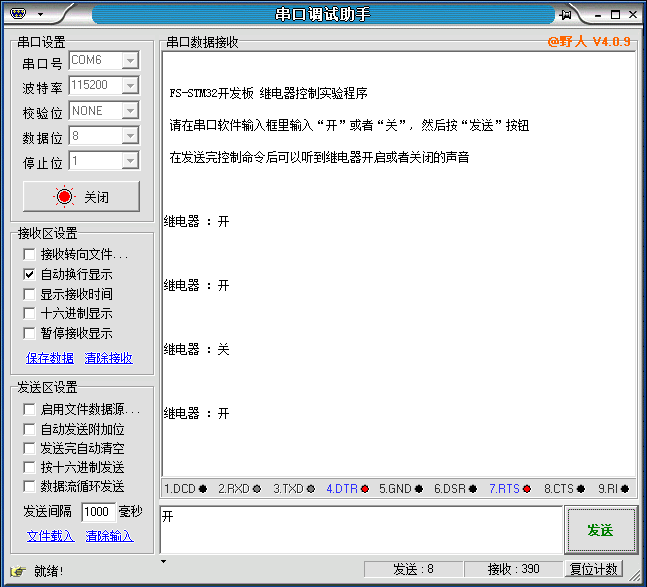 串口调试助手
串口设置
串口号 COM6
波特率 115200
校验位 NONE
数据位 8
停止位 1
关闭
接收区设置
接收转向文件...
自动换行显示
显示接收时间
十六进制显示
暂停接收显示
保存数据 清除接收
发送区设置
启用文件数据源...
自动发送附加位
发送完自动清空
按十六进制发送
数据流循环发送
发送间隔 1000 毫秒
文件载入 清除输入
串口数据接收 @野人 V4.0.9
FS-STM32开发板 继电器控制实验程序
请在串口软件输入框里输入“开”或者“关”, 然后按“发送”按钮
在发送完控制命令后可以听到继电器开启或者关闭的声音
继电器 : 开
继电器 : 开
继电器 : 关
继电器 : 开
1.DCD 2.RXD 3.TXD 4.DTR 5.GND 6.DSR 7.RTS 8.CTS 9.RI
开
发送
就绪! 发送 : 8 接收 : 390 复位计数